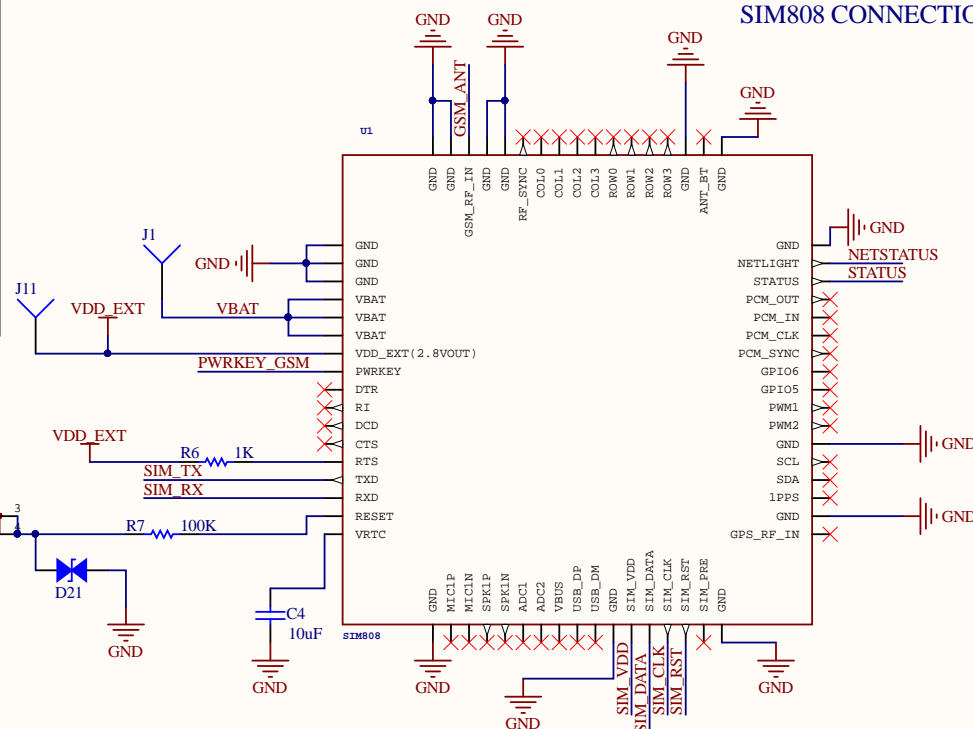 SIM808 CONNECTIO
GND
GND
GND
GND
GSM_ANT
U1
GND
GND
GSM_RF_IN
GND
GND
RF_SYNC
COL0
COL1
COL2
COL3
ROW0
ROW1
ROW2
ROW3
GND
ANT_BT
GND
J1
J11
GND
VDD_EXT
VBAT
PWRKEY_GSM
VDD_EXT
R6 1K
SIM_TX
SIM_RX
3
4
R7 100K
D21
GND
C4
10uF
GND
GND
GND
GND
VBAT
VBAT
VBAT
VDD_EXT(2.8VOUT)
PWRKEY
DTR
RI
DCD
CTS
RTS
TXD
RXD
RESET
VRTC
GND
NETLIGHT
STATUS
PCM_OUT
PCM_IN
PCM_CLK
PCM_SYNC
GPIO6
GPIO5
PWM1
PWM2
GND
SCL
SDA
1PPS
GND
GPS_RF_IN
GND
NETSTATUS
STATUS
GND
GND
GND
MIC1P
MIC1N
SPK1P
SPK1N
ADC1
ADC2
VBUS
USB_DP
USB_DM
GND
SIM_VDD
SIM_DATA
SIM_CLK
SIM_RST
SIM_PRE
GND
SIM808
GND
GND
SIM_VDD
SIM_DATA
SIM_CLK
SIM_RST
GND